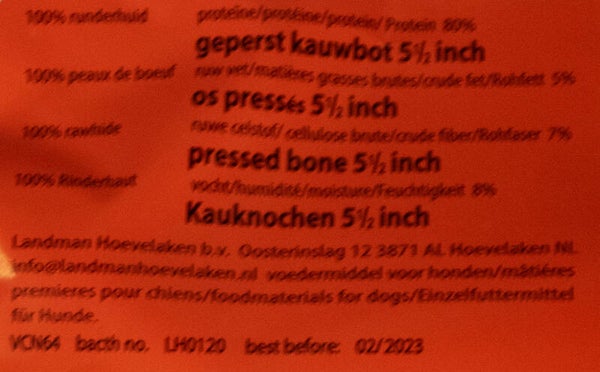 100% runderhuid proteine/protéine/protein/ Protein 80%
geperst kauwbot 5½ inch
100% peaux de boeuf ruw vet/matières grasses brutes/crude fet/Rohfett 5%
os pressés 5½ inch
100% rawhide ruwe celstof/ cellulose brute/crude fiber/Rohfaser 7%
pressed bone 5½ inch
100% Rinderhaut vocht/humidité/moisture/Feuchtigkeit 8%
Kauknochen 5½ inch
Landman Hoevelaken b.v. Oosterinslag 12 3871 AL Hoevelaken NL
info@landmanhoevelaken.nl voedermiddel voor honden/mâtières
premieres pour chiens/foodmaterials for dogs/Einzelfuttermittel
für Hunde.
VCN64 bacth no. LH0120 best before: 02/2023